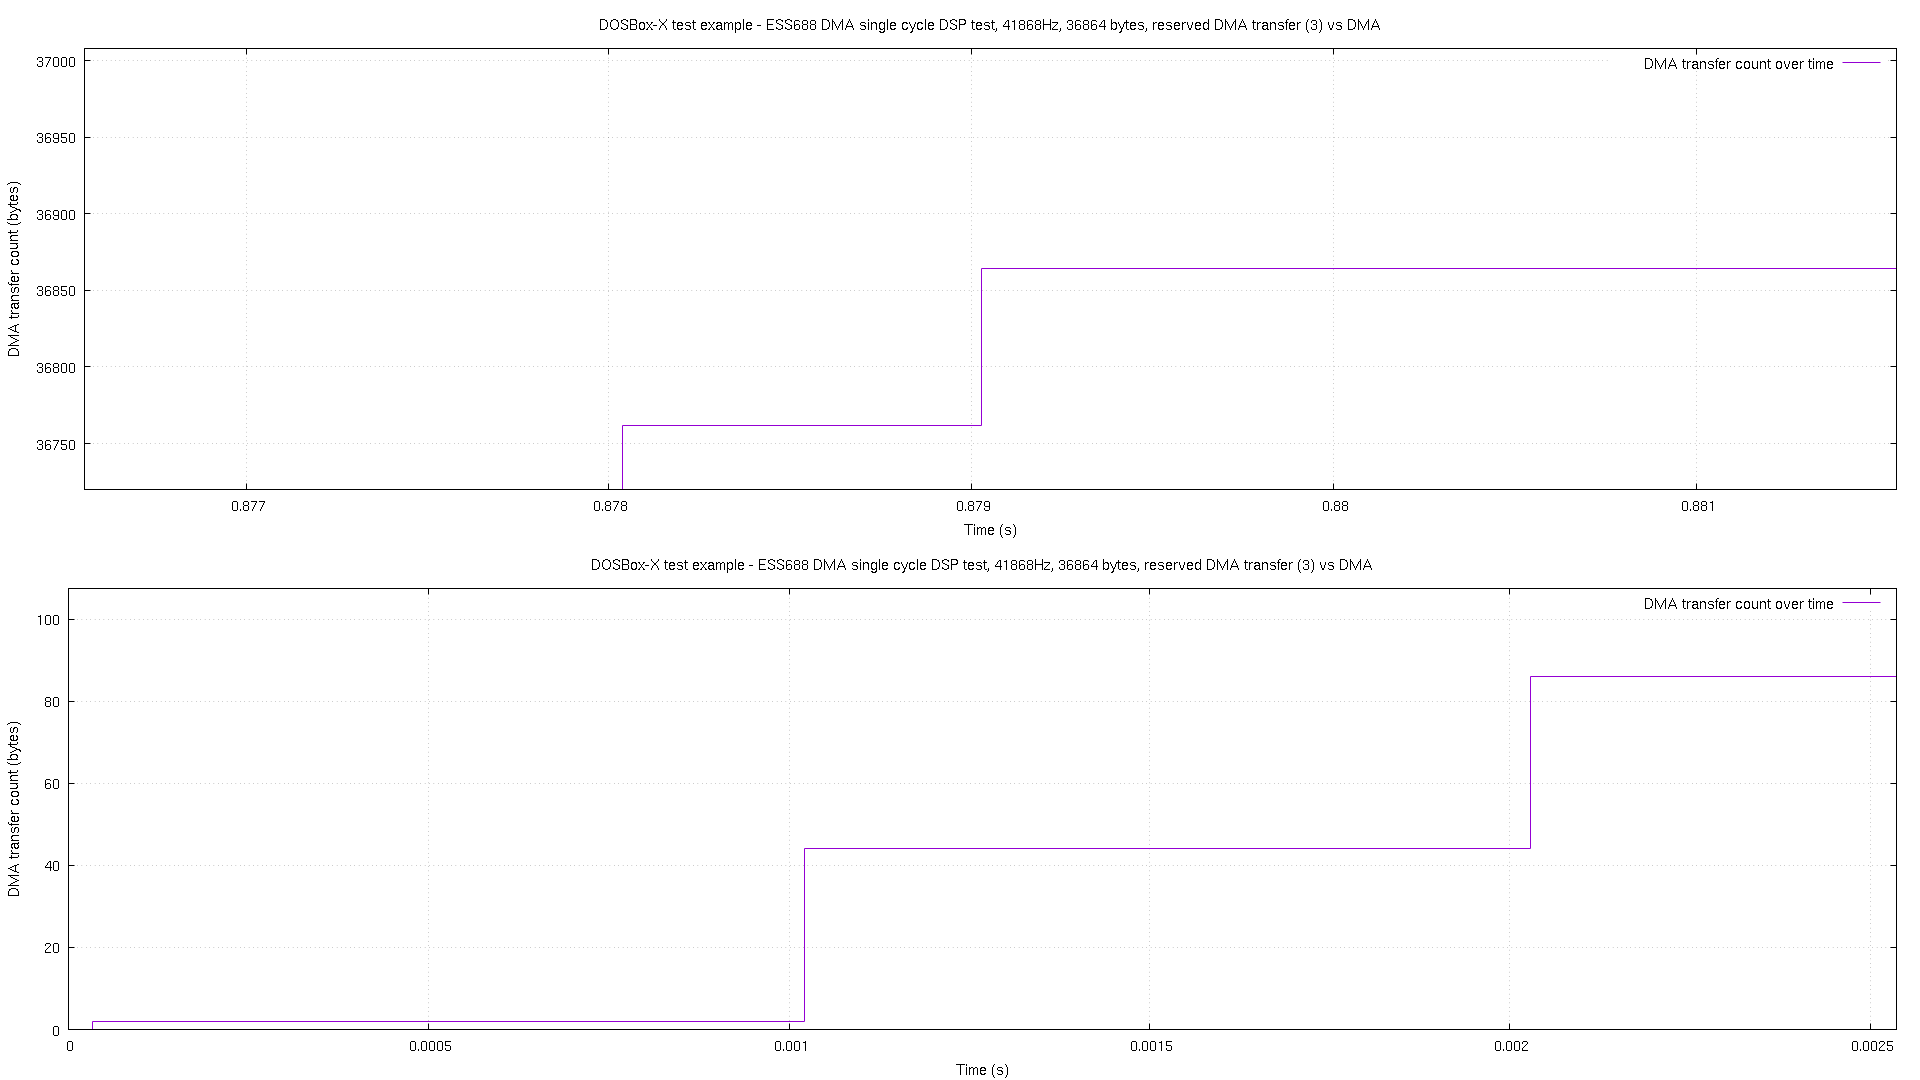 DOSBox-X test example - ESS688 DMA single cycle DSP test, 41868Hz, 36864 bytes, reserved DMA transfer (3) vs DMA
DMA transfer count over time
37000
36950
36900
36850
36800
36750
DMA transfer count (bytes)
0.877 0.878 0.879 0.88 0.881
Time (s)
DOSBox-X test example - ESS688 DMA single cycle DSP test, 41868Hz, 36864 bytes, reserved DMA transfer (3) vs DMA
DMA transfer count over time
100
80
60
40
20
0
DMA transfer count (bytes)
0 0.0005 0.001 0.0015 0.002 0.0025
Time (s)